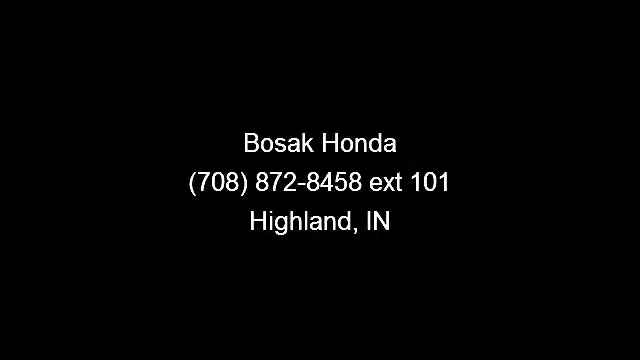 Bosak Honda
(708) 872-8458 ext 101
Highland, IN